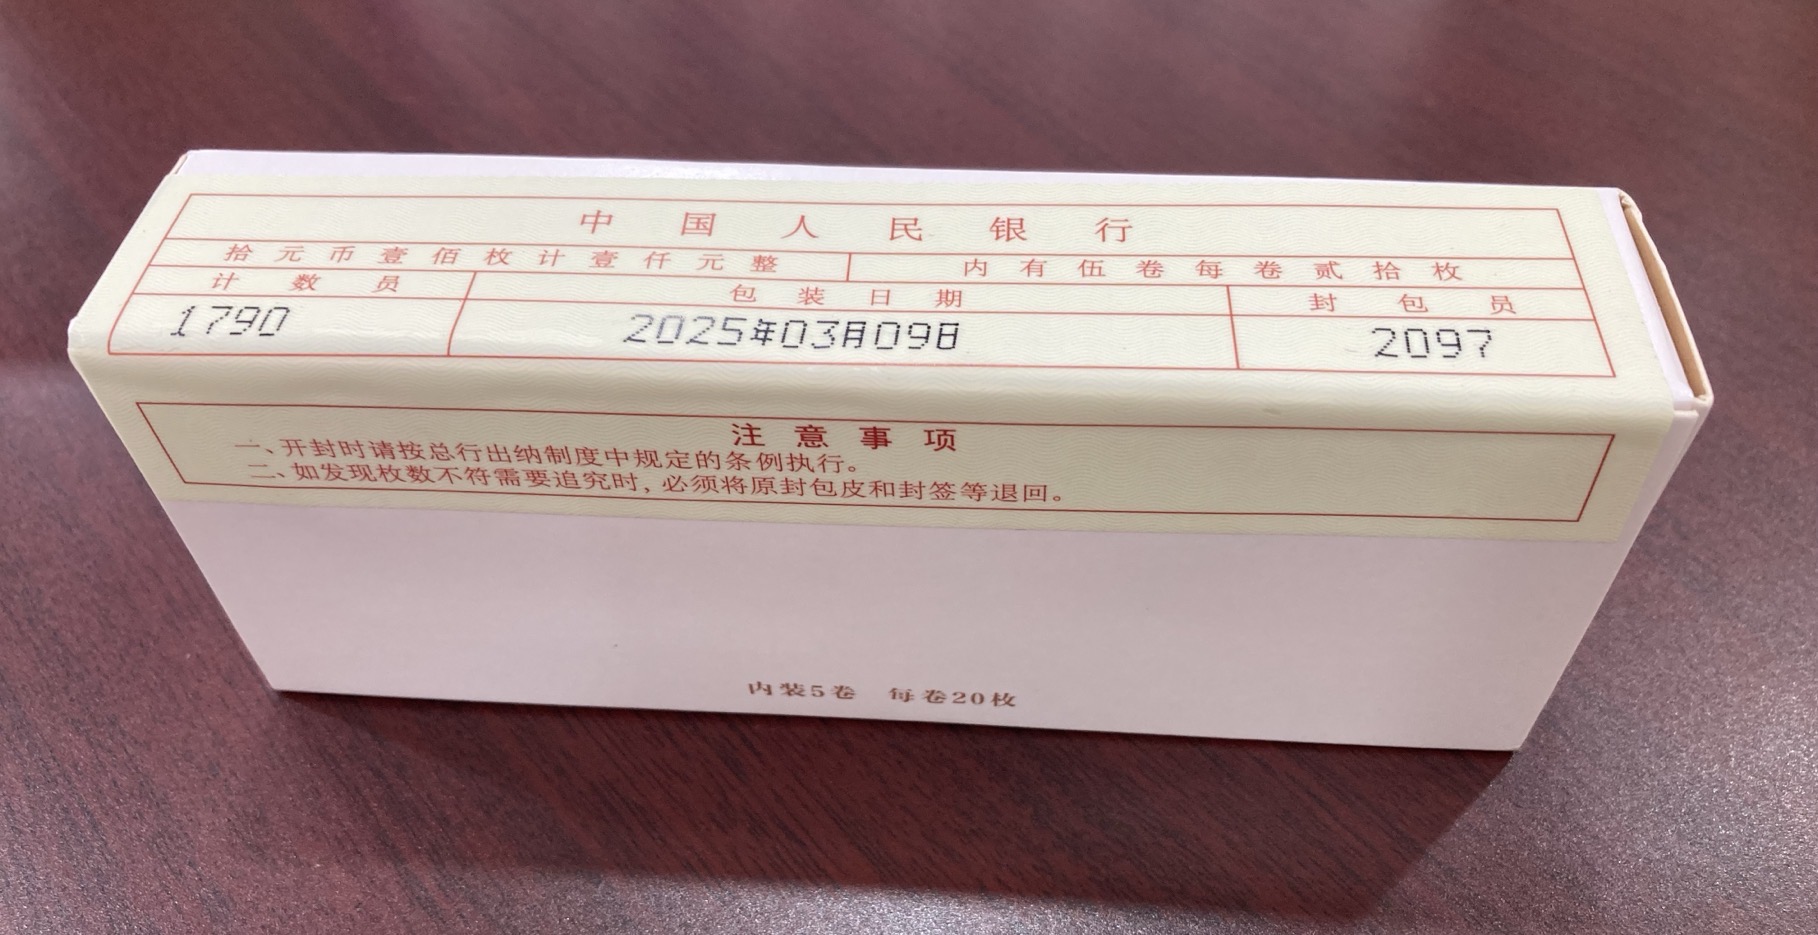 中国人民银行
拾元币壹佰枚计壹仟元整 内有伍卷每卷贰拾枚
计数员 包装日期 封包员
1790 2025年03月09日 2097
注意事项
一、开封时请按总行出纳制度中规定的条例执行。
二、如发现枚数不符需要追究时，必须将原封包皮和封签等退回。
内装5卷 每卷20枚